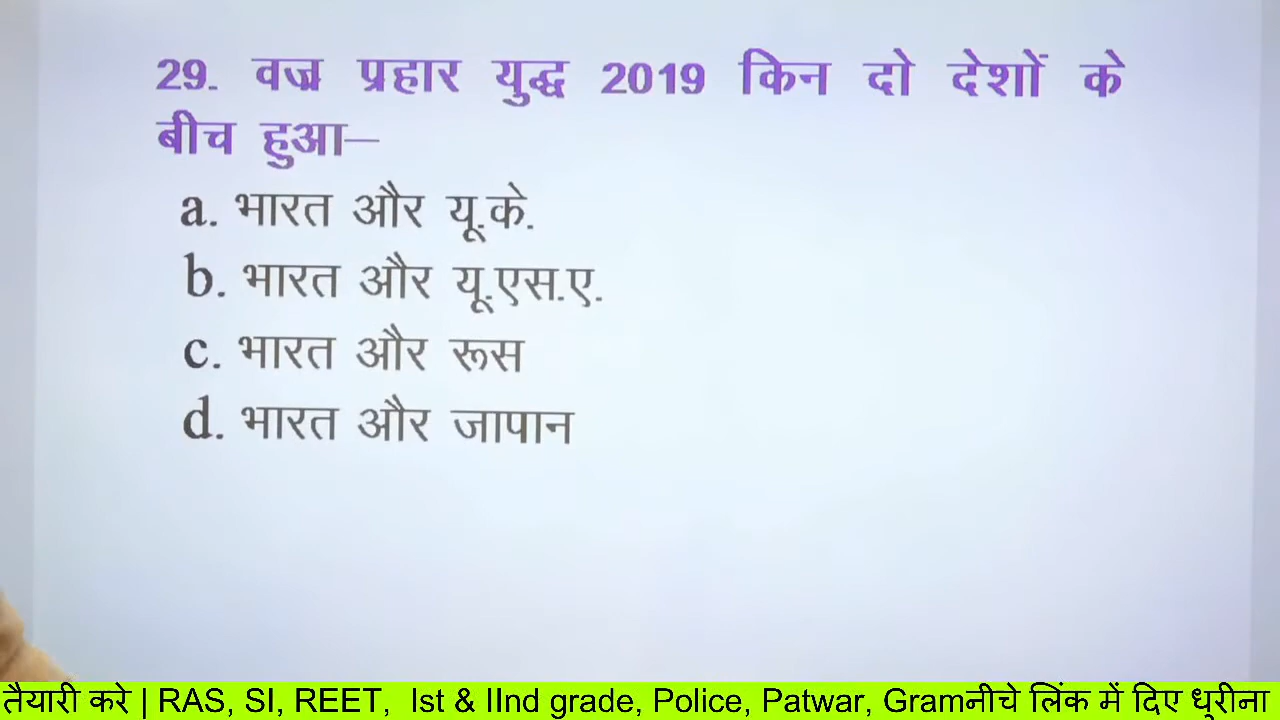 29. वज्र प्रहार युद्ध 2019 किन दो देशों के
बीच हुआ–
a. भारत और यू.के.
b. भारत और यू.एस.ए.
c. भारत और रूस
d. भारत और जापान
तैयारी करे | RAS, SI, REET, Ist & IInd grade, Police, Patwar, Gramनीचे लिंक में दिए धुरीना